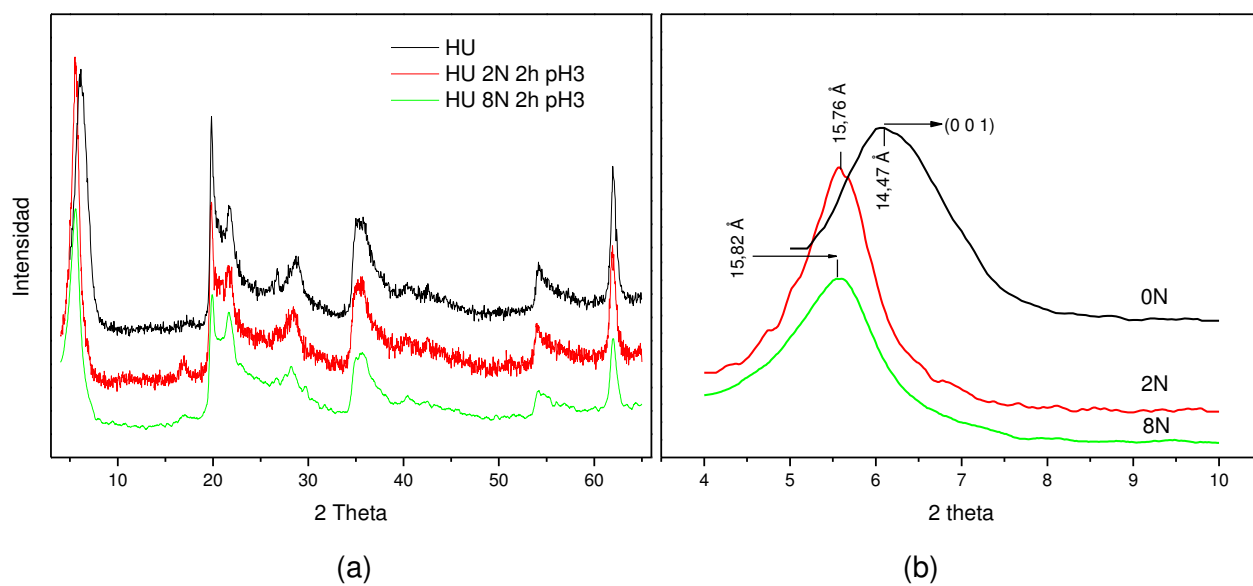 HU
HU 2N 2h pH3
HU 8N 2h pH3
Intensidad
10 20 30 40 50 60
2 Theta
(a)
15,76 Å
(0 0 1)
14,47 Å
15,82 Å
0N
2N
8N
4 5 6 7 8 9 10
2 theta
(b)